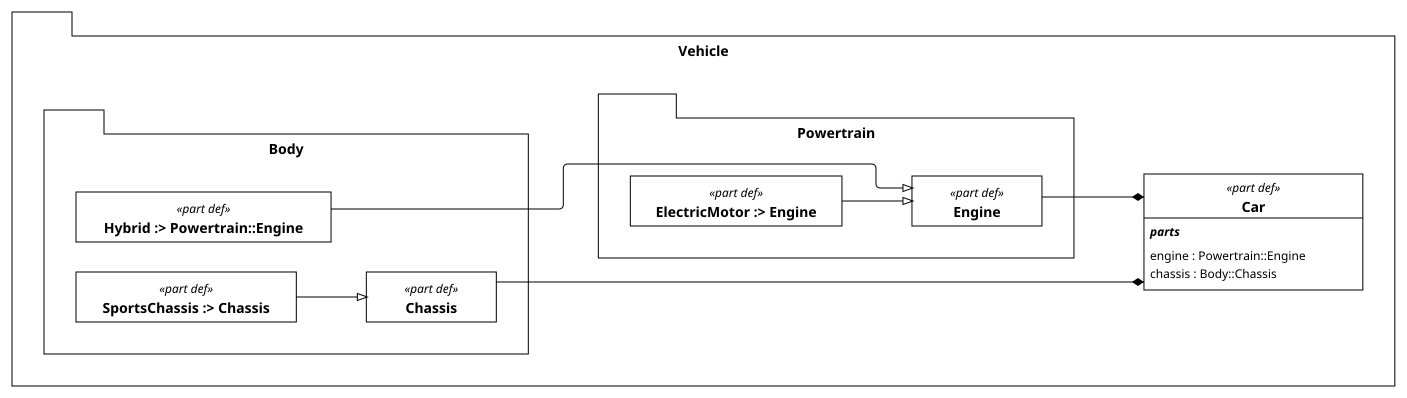 Vehicle
Body
«part def»
Hybrid :> Powertrain::Engine
«part def»
SportsChassis :> Chassis
«part def»
Chassis
Powertrain
«part def»
ElectricMotor :> Engine
«part def»
Engine
«part def»
Car
parts
engine : Powertrain::Engine
chassis : Body::Chassis